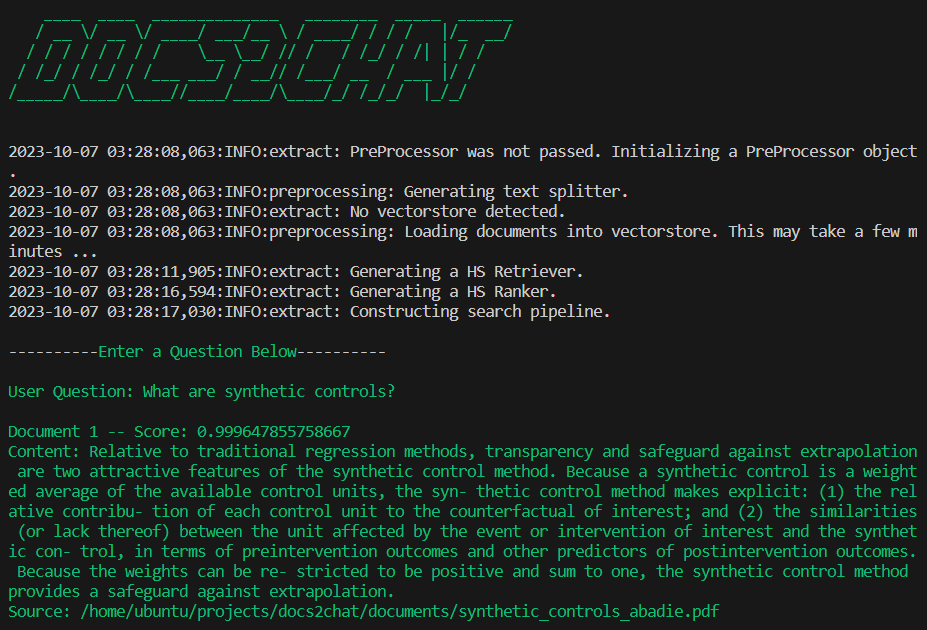 DOCS2CHAT
2023-10-07 03:28:08,063:INFO:extract: PreProcessor was not passed. Initializing a PreProcessor object
.
2023-10-07 03:28:08,063:INFO:preprocessing: Generating text splitter.
2023-10-07 03:28:08,063:INFO:extract: No vectorstore detected.
2023-10-07 03:28:08,063:INFO:preprocessing: Loading documents into vectorstore. This may take a few m
inutes ...
2023-10-07 03:28:11,905:INFO:extract: Generating a HS Retriever.
2023-10-07 03:28:16,594:INFO:extract: Generating a HS Ranker.
2023-10-07 03:28:17,030:INFO:extract: Constructing search pipeline.
----------Enter a Question Below----------
User Question: What are synthetic controls?
Document 1 -- Score: 0.999647855758667
Content: Relative to traditional regression methods, transparency and safeguard against extrapolation
 are two attractive features of the synthetic control method. Because a synthetic control is a weight
ed average of the available control units, the syn- thetic control method makes explicit: (1) the rel
ative contribu- tion of each control unit to the counterfactual of interest; and (2) the similarities
 (or lack thereof) between the unit affected by the event or intervention of interest and the synthet
ic con- trol, in terms of preintervention outcomes and other predictors of postintervention outcomes.
 Because the weights can be re- stricted to be positive and sum to one, the synthetic control method
provides a safeguard against extrapolation.
Source: /home/ubuntu/projects/docs2chat/documents/synthetic_controls_abadie.pdf